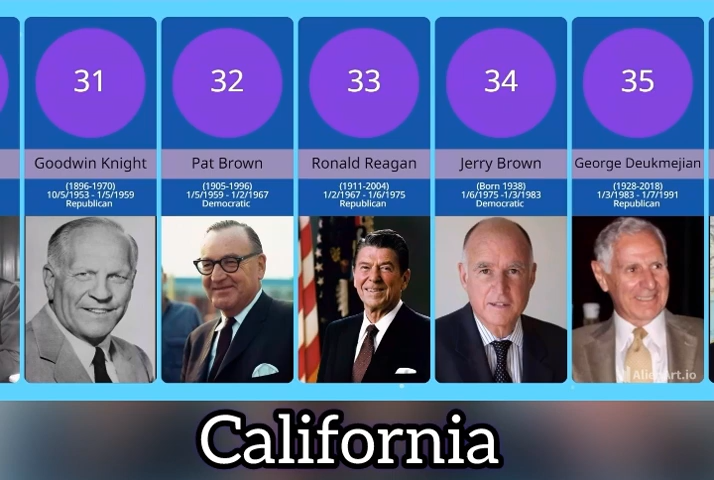 31
Goodwin Knight
(1896-1970)
10/5/1953 - 1/5/1959
Republican
32
Pat Brown
(1905-1996)
1/5/1959 - 1/2/1967
Democratic
33
Ronald Reagan
(1911-2004)
1/2/1967 - 1/6/1975
Republican
34
Jerry Brown
(Born 1938)
1/6/1975 -1/3/1983
Democratic
35
George Deukmejian
(1928-2018)
1/3/1983 - 1/7/1991
Republican
AlienArt.io
California